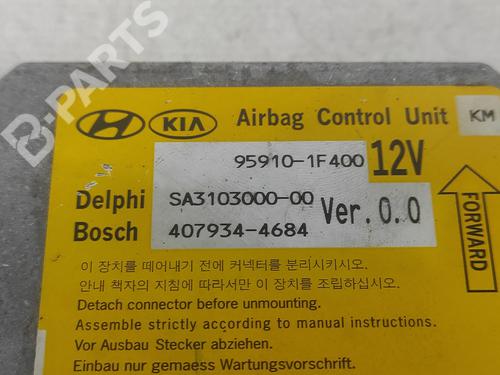 B-PARTS
HYUNDAI KIA Airbag Control Unit KM
95910-1F400 12V
Delphi SA3103000-00 Ver.0.0
Bosch 407934-4684
FORWARD
이 장치를 떼어내기 전에 커넥터를 분리시키시오.
안내 책자의 지침에 따라서만 이 장치를 조립하십시오.
Detach connector before unmounting.
Assemble strictly according to manual instructions.
Vor Ausbau Stecker abziehen.
Einbau nur gemaess Wartungsvorschrift.